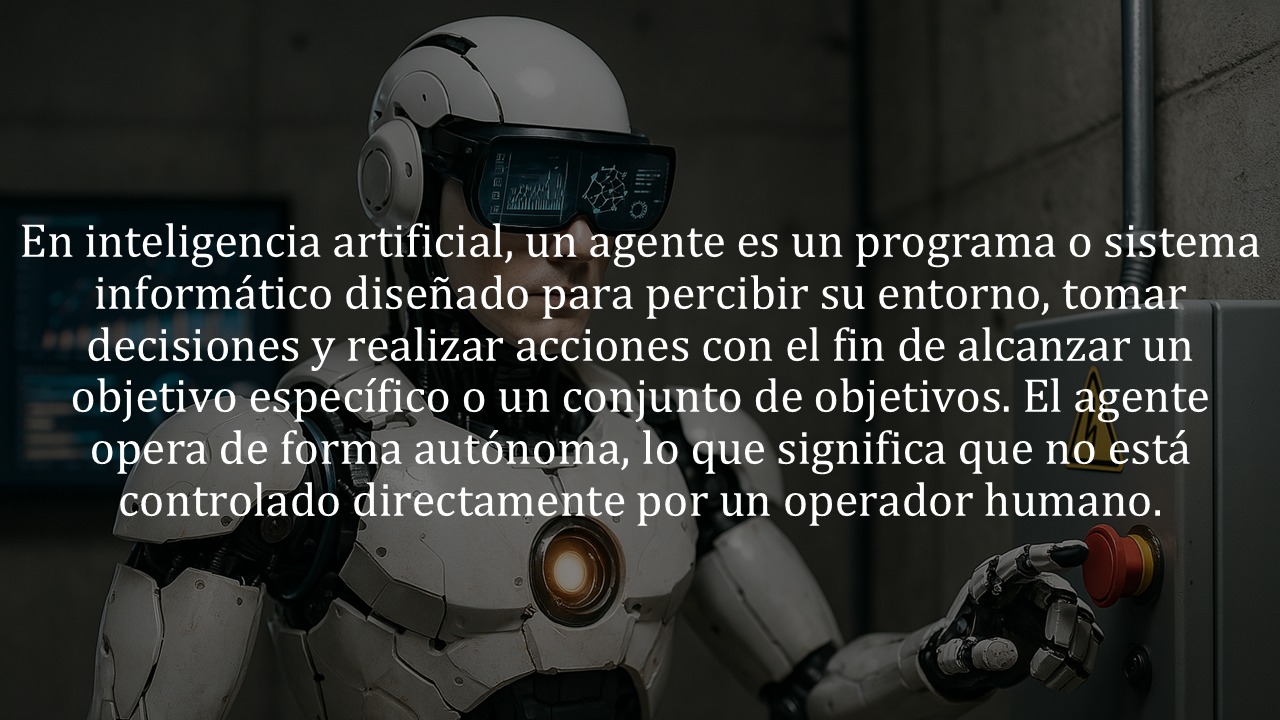 En inteligencia artificial, un agente es un programa o sistema
informático diseñado para percibir su entorno, tomar
decisiones y realizar acciones con el fin de alcanzar un
objetivo específico o un conjunto de objetivos. El agente
opera de forma autónoma, lo que significa que no está
controlado directamente por un operador humano.